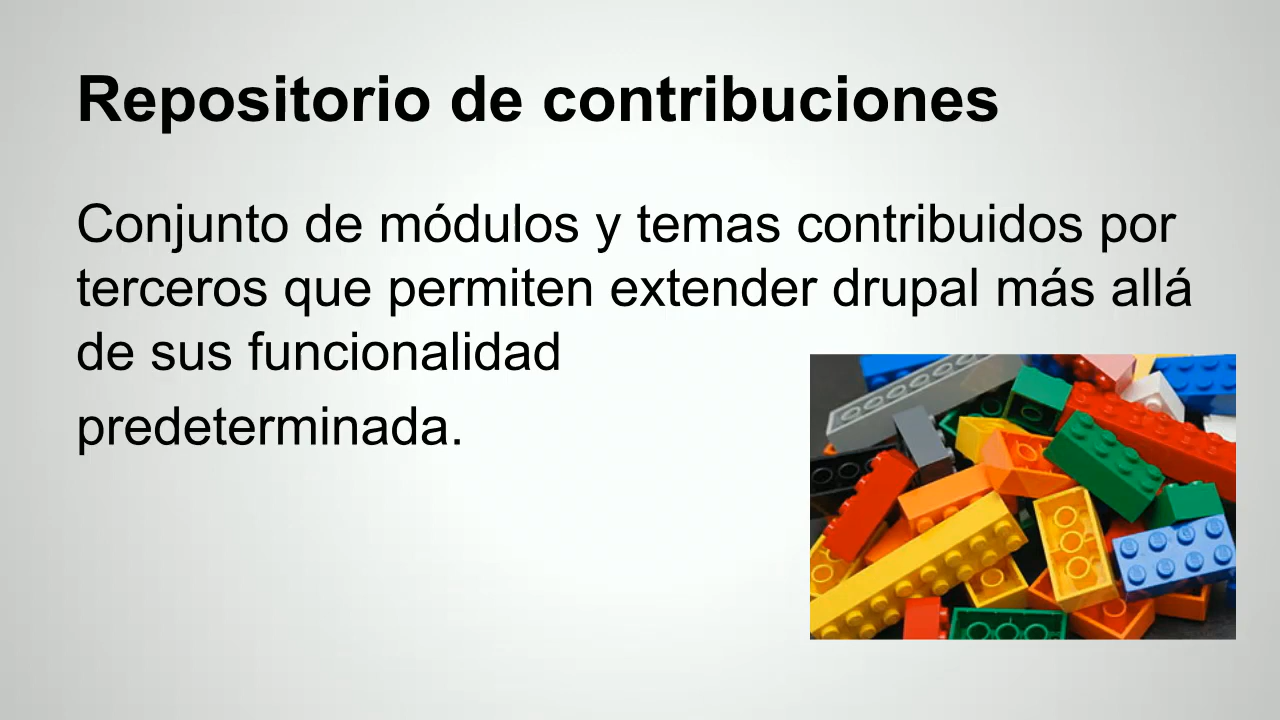 Repositorio de contribuciones
Conjunto de módulos y temas contribuidos por
terceros que permiten extender drupal más allá
de sus funcionalidad
predeterminada.